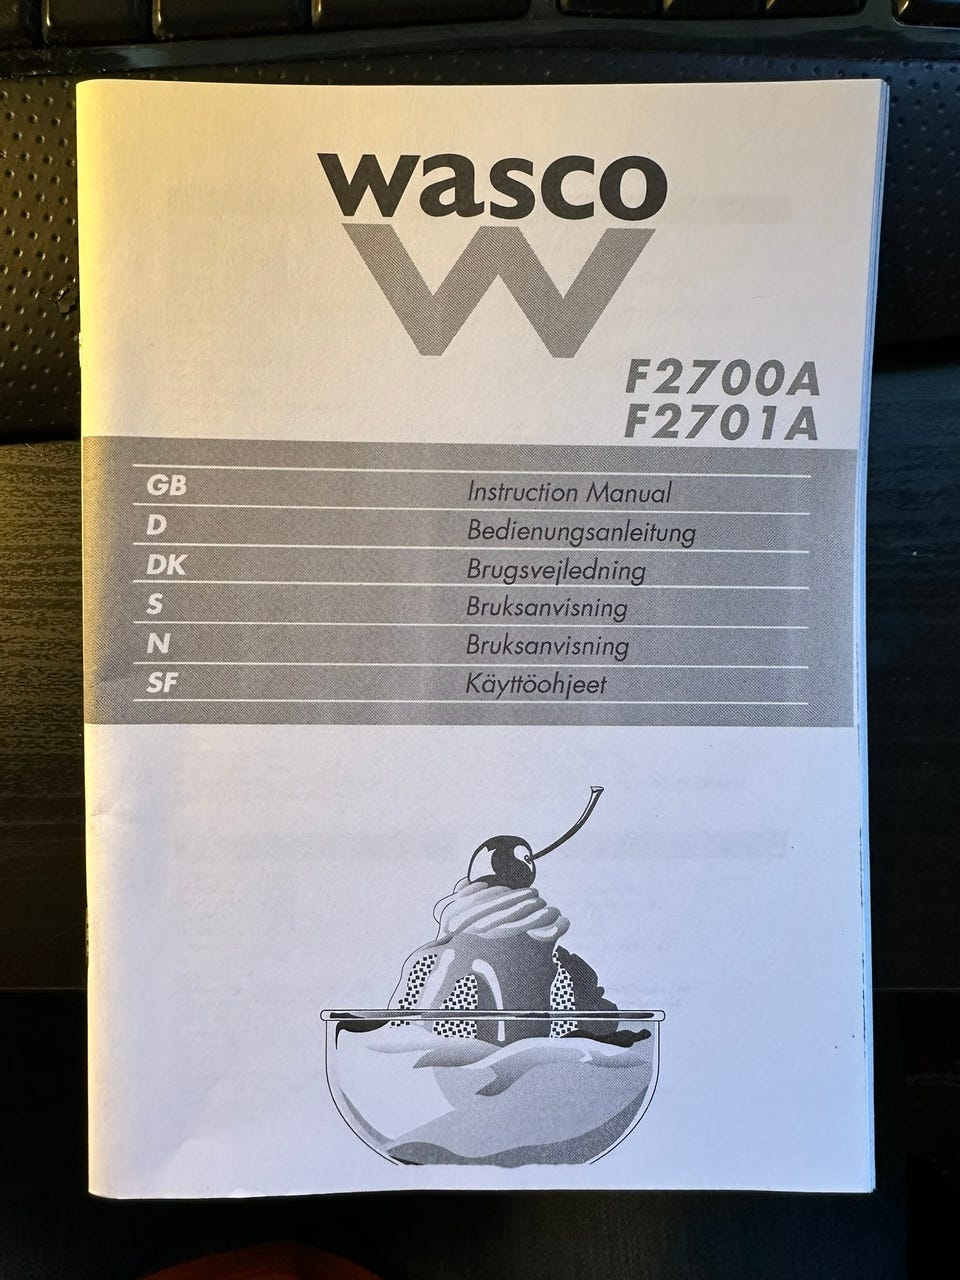 wasco
W
F2700A
F2701A
GB Instruction Manual
D Bedienungsanleitung
DK Brugsvejledning
S Bruksanvisning
N Bruksanvisning
SF Käyttöohjeet